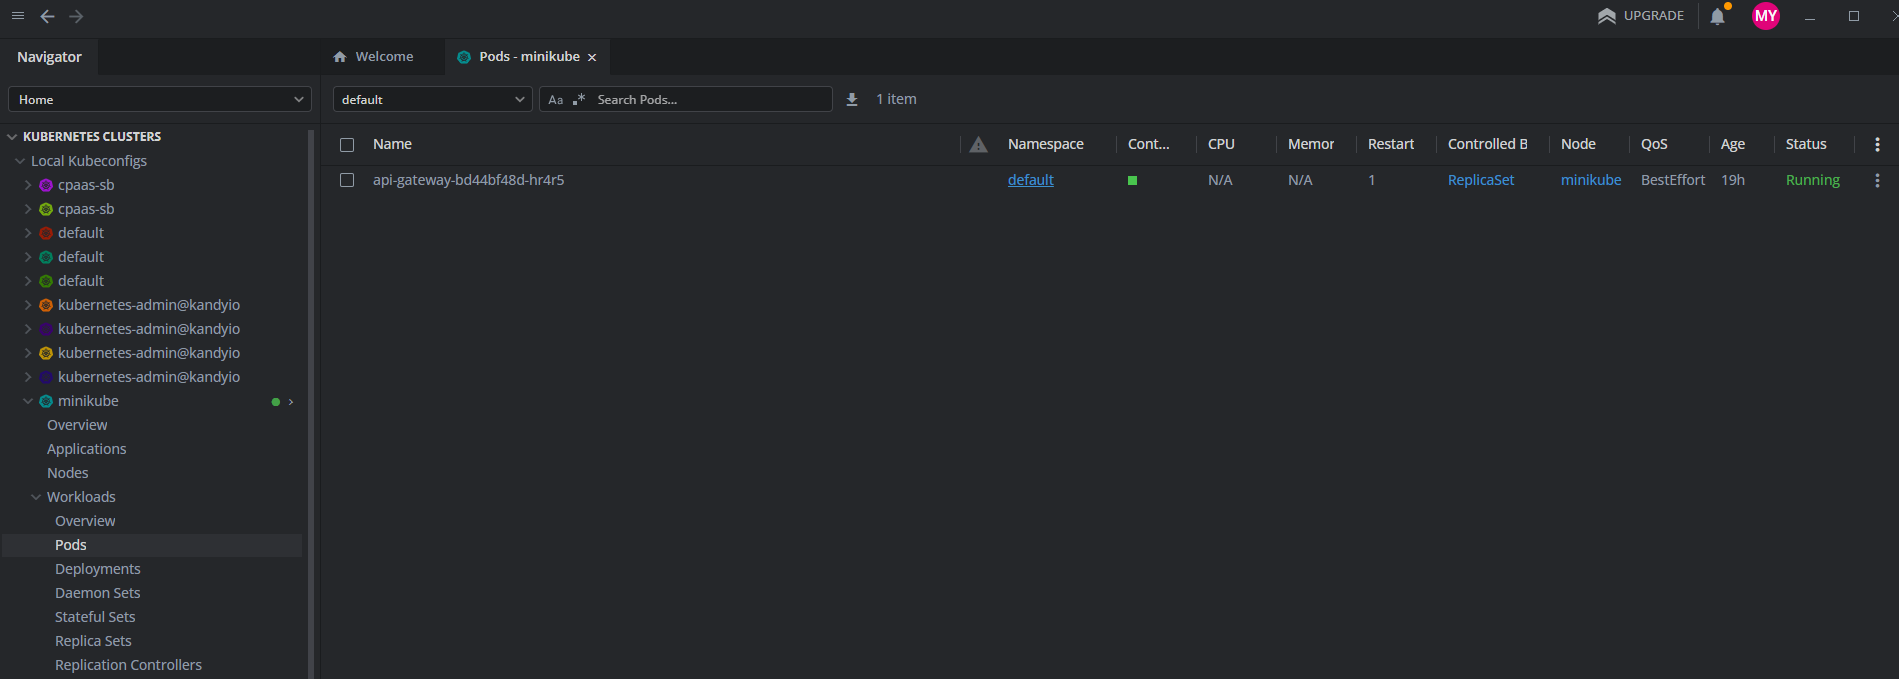 UPGRADE
MY
Navigator
Welcome
Pods - minikube
Home
default
Aa .* Search Pods...
1 item
KUBERNETES CLUSTERS
Local Kubeconfigs
cpaas-sb
cpaas-sb
default
default
default
kubernetes-admin@kandyio
kubernetes-admin@kandyio
kubernetes-admin@kandyio
kubernetes-admin@kandyio
minikube
Overview
Applications
Nodes
Workloads
Overview
Pods
Deployments
Daemon Sets
Stateful Sets
Replica Sets
Replication Controllers
Name Namespace Cont... CPU Memor Restart Controlled B Node QoS Age Status
api-gateway-bd44bf48d-hr4r5 default N/A N/A 1 ReplicaSet minikube BestEffort 19h Running